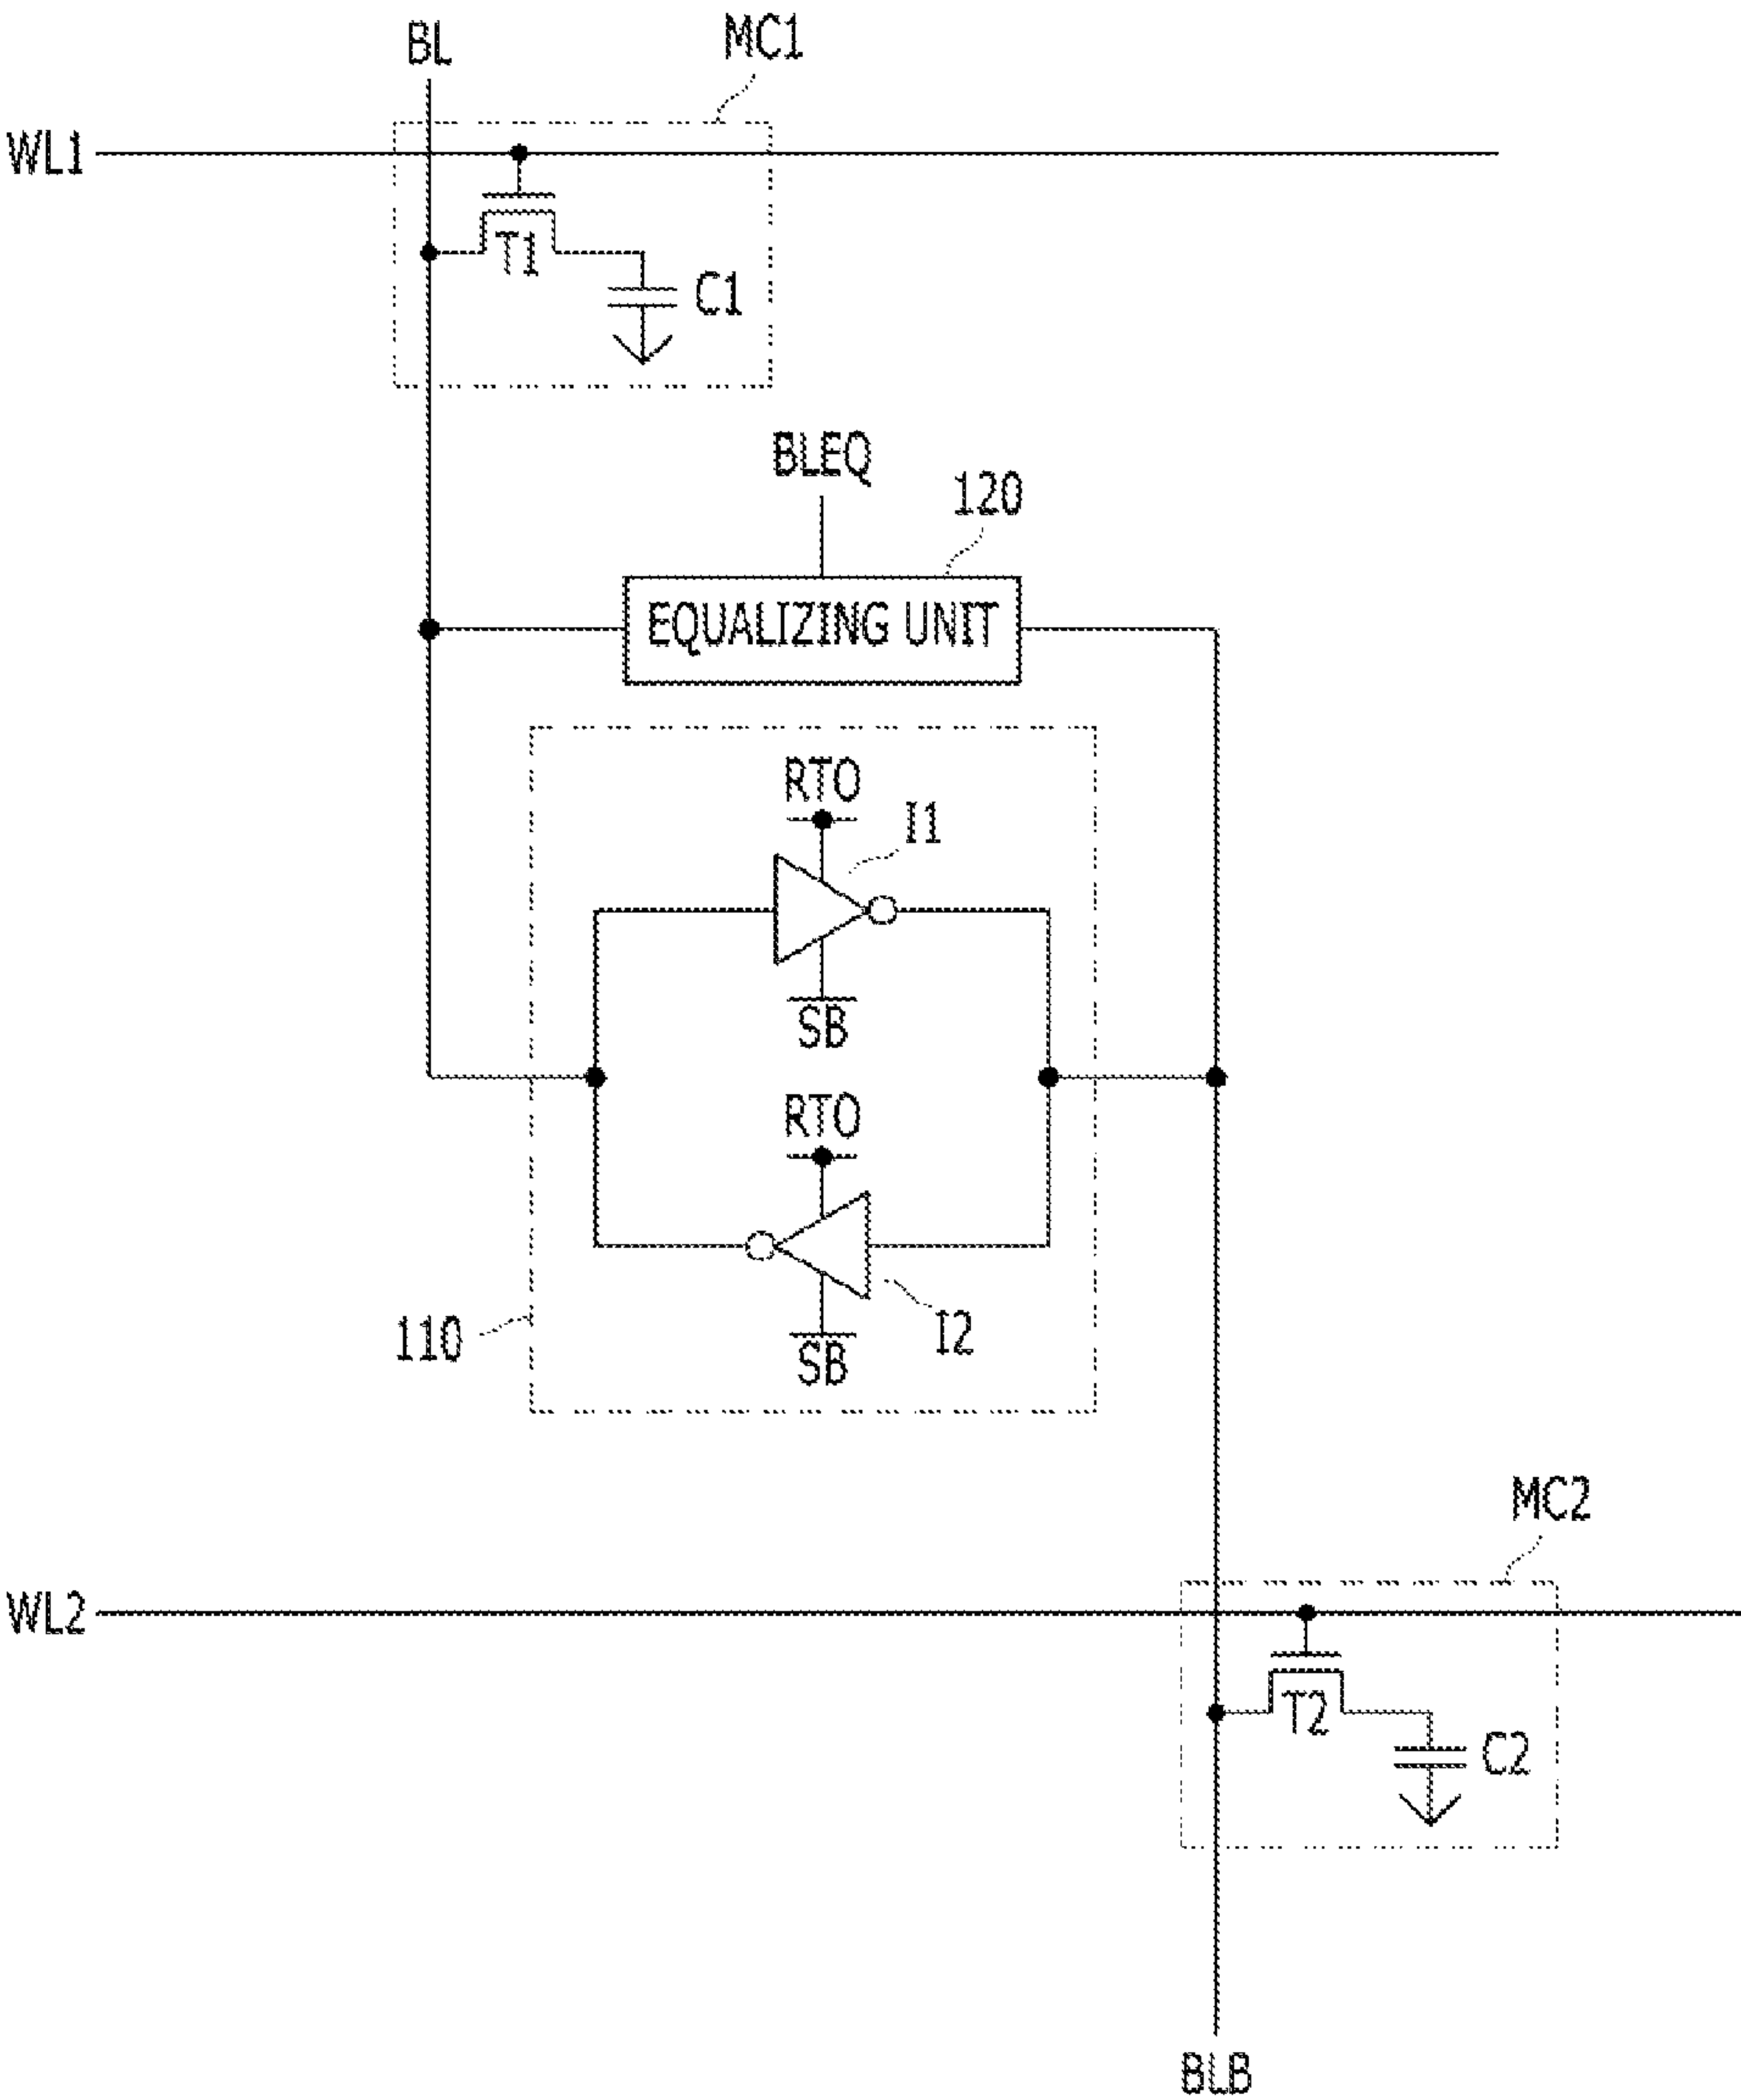 BL
MC1
WL1
T1
C1
BLEQ
120
EQUALIZING UNIT
RTO
I1
SB
RTO
110
I2
SB
MC2
WL2
T2
C2
BLB